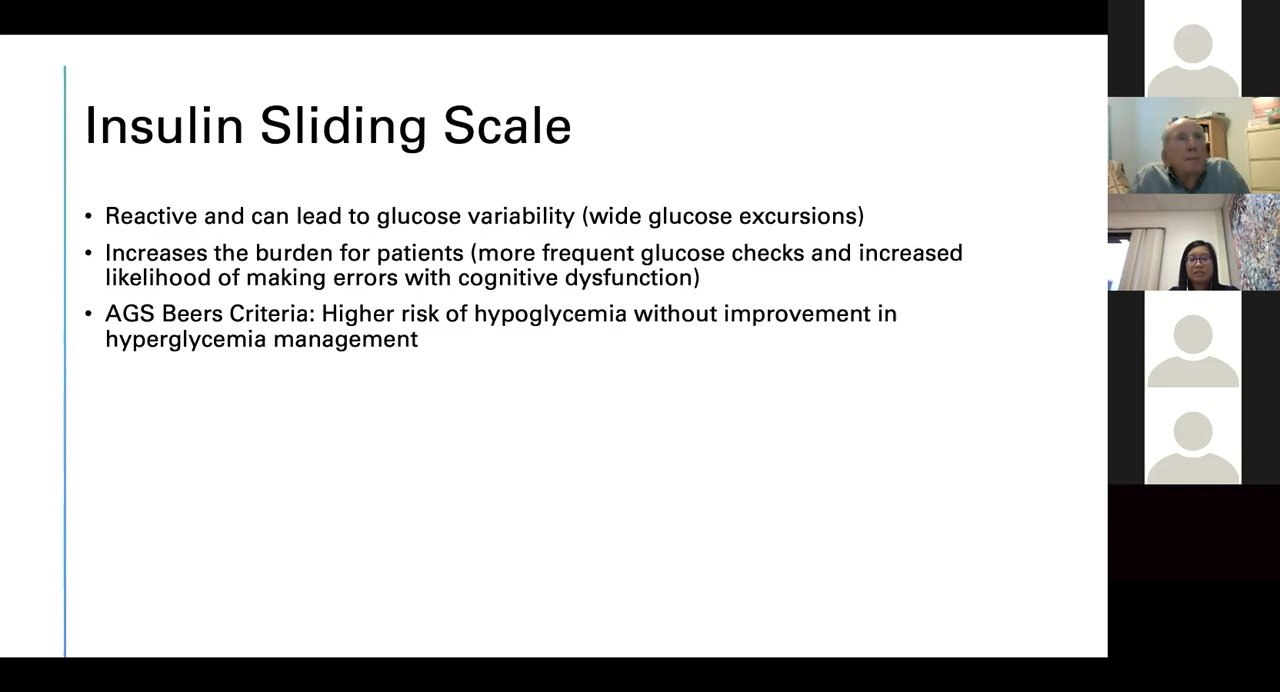 Insulin Sliding Scale
• Reactive and can lead to glucose variability (wide glucose excursions)
• Increases the burden for patients (more frequent glucose checks and increased
likelihood of making errors with cognitive dysfunction)
• AGS Beers Criteria: Higher risk of hypoglycemia without improvement in
hyperglycemia management